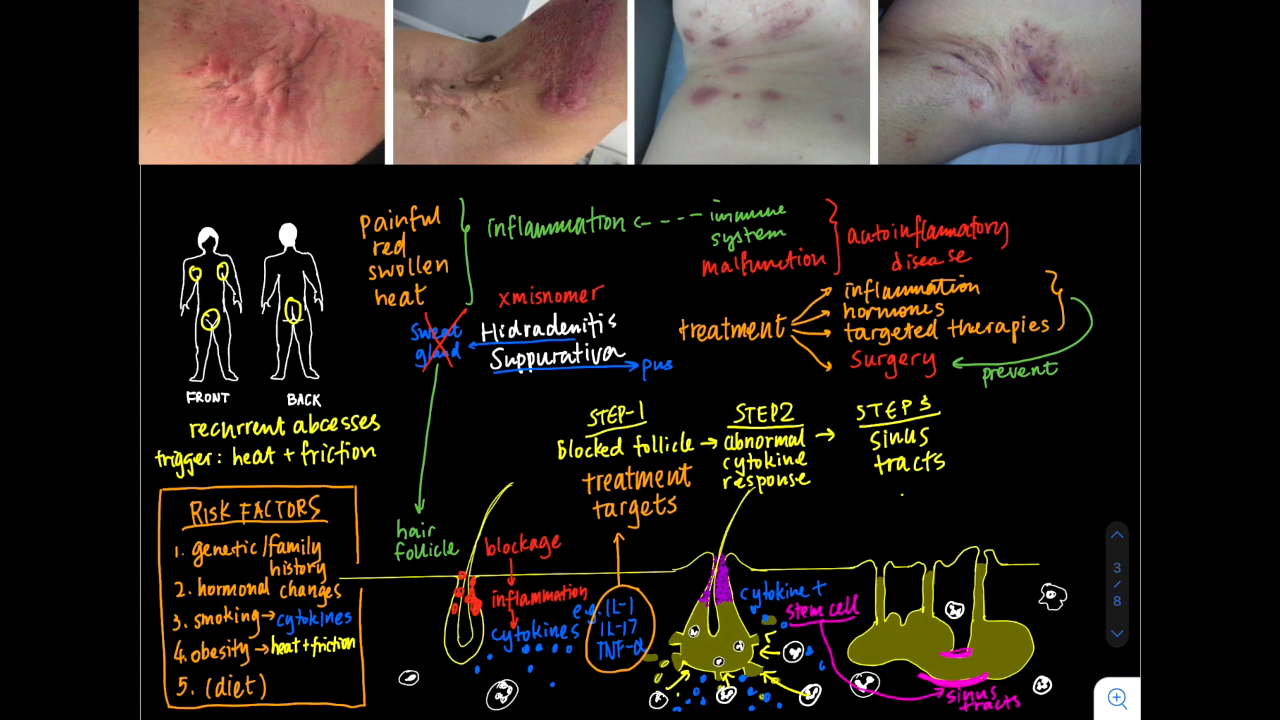 painful
red
swollen
heat
inflammation
immune
system
malfunction
autoinflammatory
disease
xmisnomer
Sweat
gland
Hidradenitis
Suppurativa
pus
treatment
inflammation
hormones
targeted therapies
surgery
prevent
FRONT
BACK
recurrent abcesses
trigger: heat + friction
RISK FACTORS
1. genetic/family
history
2. hormonal changes
3. smoking → cytokines
4. obesity → heat + friction
5. (diet)
hair
follicle
STEP-1
blocked follicle →
treatment
targets
STEP2
abnormal
cytokine
response
→
STEP3
sinus
tracts
blockage
inflammation
cytokines
e.g.
IL-1
IL-17
TNF-α
cytokine +
stem cell
sinus
tracts
3
/
8